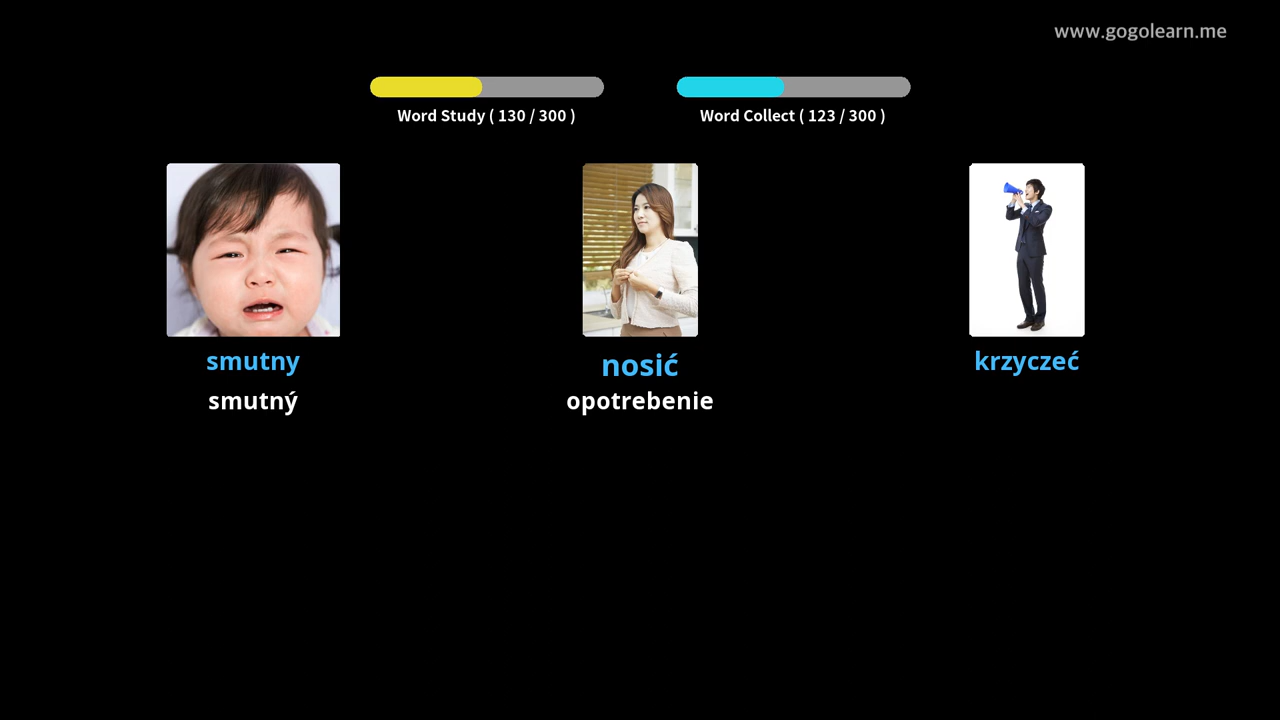 www.gogolearn.me
Word Study ( 130 / 300 )
Word Collect ( 123 / 300 )
smutny
nosić
krzyczeć
smutný
opotrebenie